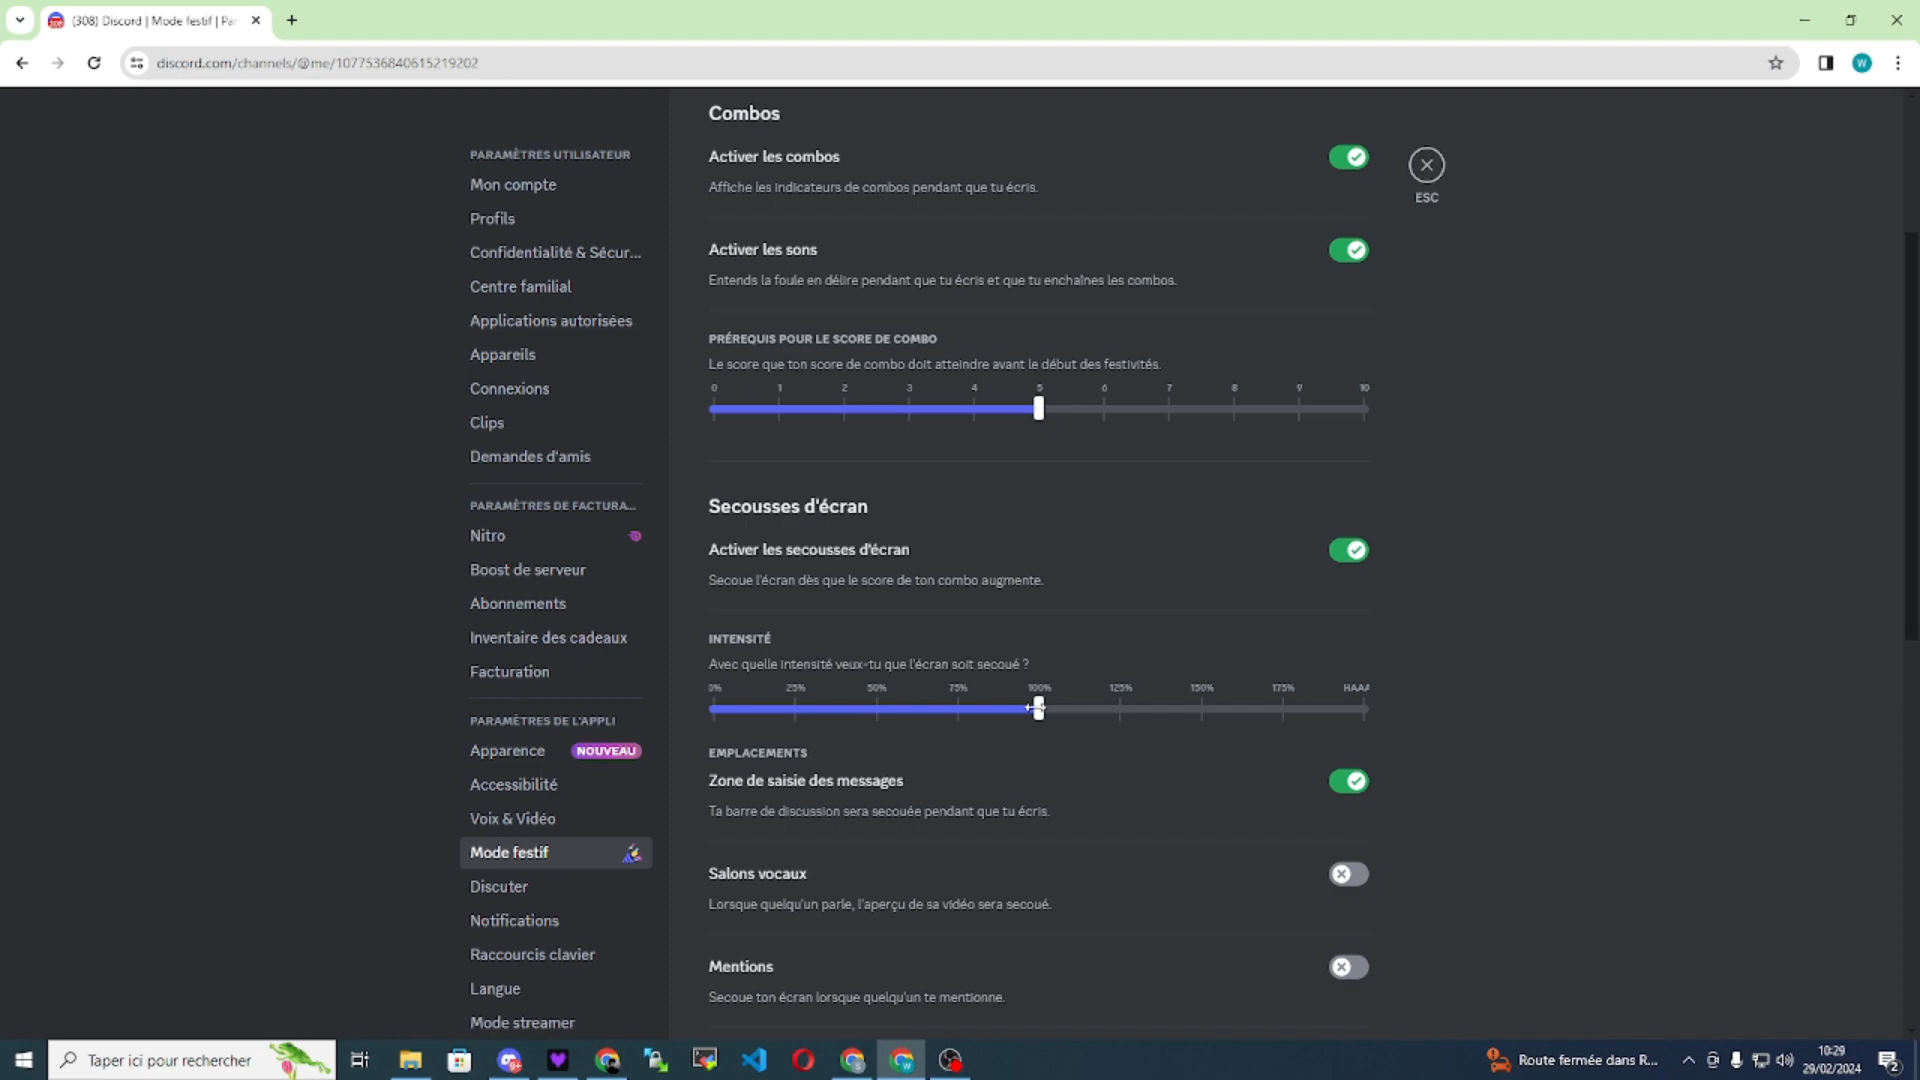 (308) Discord | Mode festif | Pa
discord.com/channels/@me/1077536840615219202
W
PARAMÈTRES UTILISATEUR
Mon compte
Profils
Confidentialité & Sécur...
Centre familial
Applications autorisées
Appareils
Connexions
Clips
Demandes d'amis
PARAMÈTRES DE FACTURA...
Nitro
Boost de serveur
Abonnements
Inventaire des cadeaux
Facturation
PARAMÈTRES DE L'APPLI
Apparence NOUVEAU
Accessibilité
Voix & Vidéo
Mode festif
Discuter
Notifications
Raccourcis clavier
Langue
Mode streamer
Combos
Activer les combos
Affiche les indicateurs de combos pendant que tu écris.
Activer les sons
Entends la foule en délire pendant que tu écris et que tu enchaînes les combos.
PRÉREQUIS POUR LE SCORE DE COMBO
Le score que ton score de combo doit atteindre avant le début des festivités.
0 1 2 3 4 5 6 7 8 9 10
Secousses d'écran
Activer les secousses d'écran
Secoue l'écran dès que le score de ton combo augmente.
INTENSITÉ
Avec quelle intensité veux-tu que l'écran soit secoué ?
0% 25% 50% 75% 100% 125% 150% 175% HAAA
EMPLACEMENTS
Zone de saisie des messages
Ta barre de discussion sera secouée pendant que tu écris.
Salons vocaux
Lorsque quelqu'un parle, l'aperçu de sa vidéo sera secoué.
Mentions
Secoue ton écran lorsque quelqu'un te mentionne.
ESC
Taper ici pour rechercher
Route fermée dans R...
10:29
29/02/2024
2